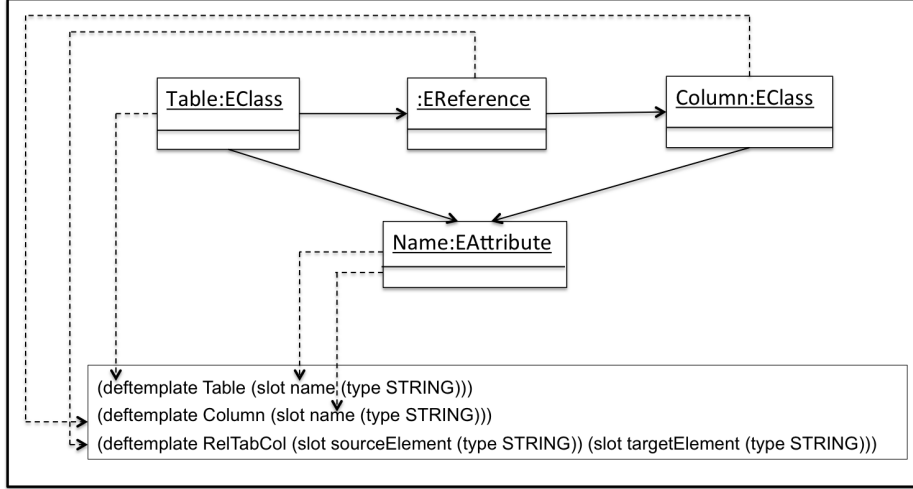 Table:EClass
:EReference
Column:EClass
Name:EAttribute
(deftemplate Table (slot name (type STRING)))
(deftemplate Column (slot name (type STRING)))
(deftemplate RelTabCol (slot sourceElement (type STRING)) (slot targetElement (type STRING)))